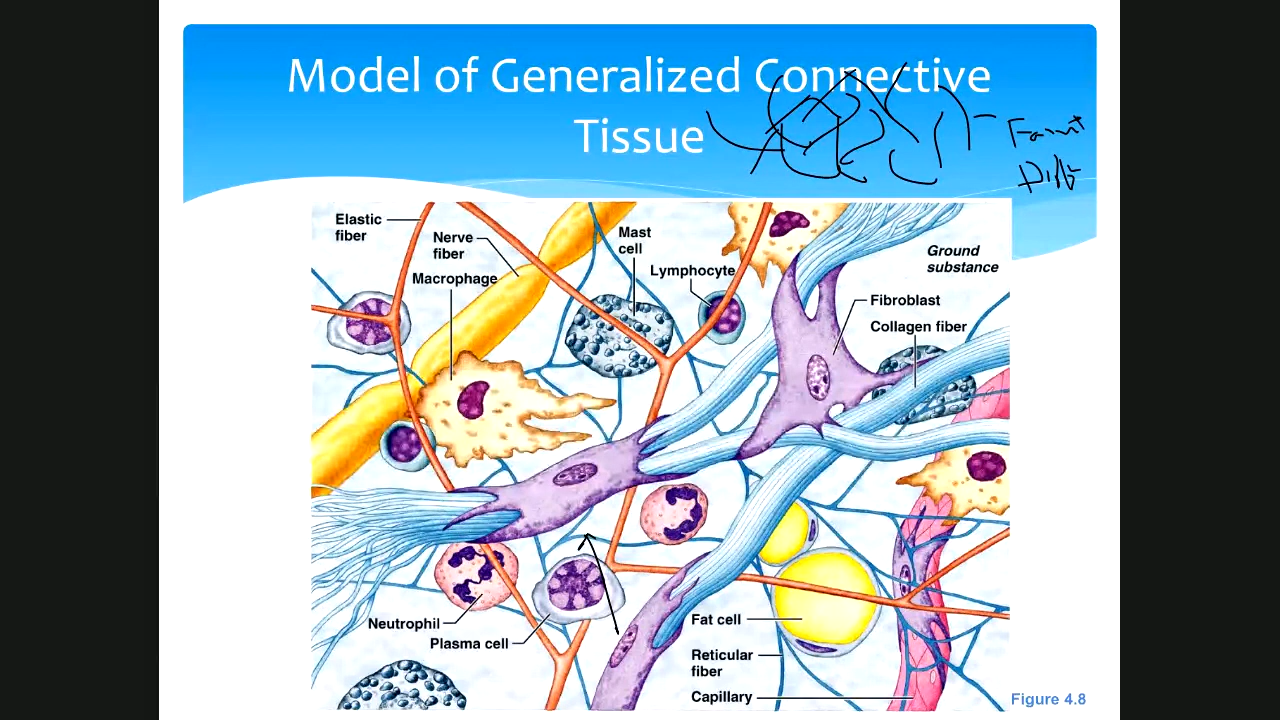 Model of Generalized Connective
Tissue
Elastic
fiber
Nerve
fiber
Macrophage
Mast
cell
Lymphocyte
Ground
substance
Fibroblast
Collagen fiber
Neutrophil
Plasma cell
Fat cell
Reticular
fiber
Capillary
Figure 4.8